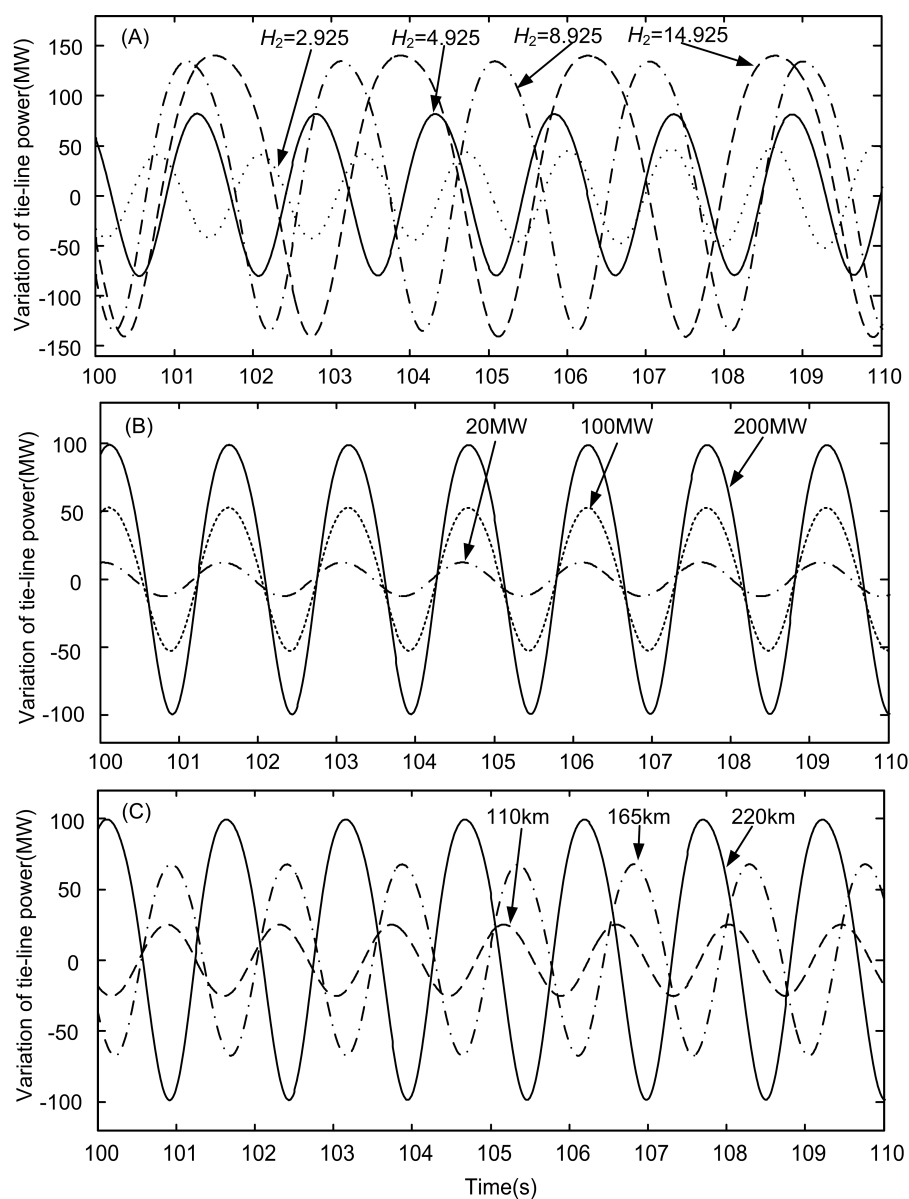 (A)
H2=2.925 H2=4.925 H2=8.925 H2=14.925
Variation of tie-line power(MW)
150
100
50
0
-50
-100
-150
100 101 102 103 104 105 106 107 108 109 110
(B)
20MW 100MW 200MW
Variation of tie-line power(MW)
100
50
0
-50
-100
100 101 102 103 104 105 106 107 108 109 110
(C)
110km 165km 220km
Variation of tie-line power(MW)
100
50
0
-50
-100
100 101 102 103 104 105 106 107 108 109 110
Time(s)